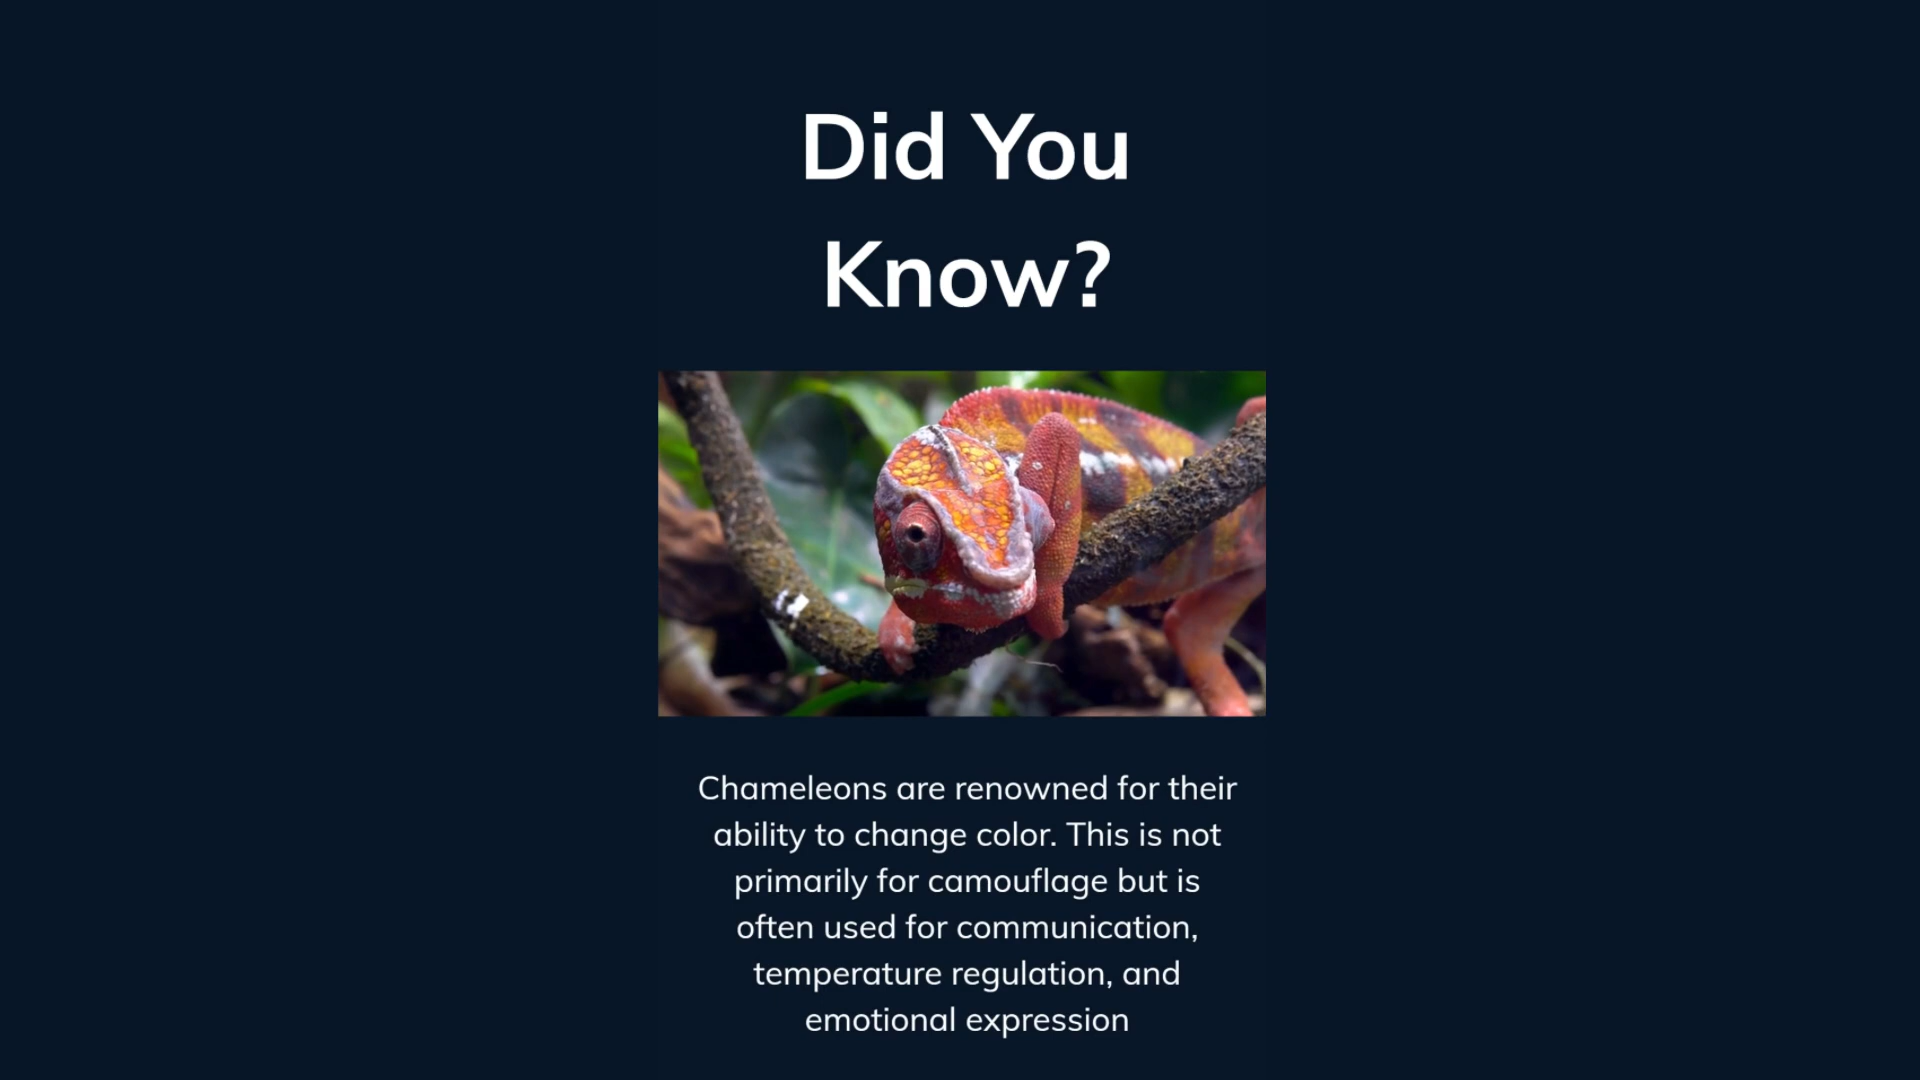 Did You
Know?
Chameleons are renowned for their
ability to change color. This is not
primarily for camouflage but is
often used for communication,
temperature regulation, and
emotional expression